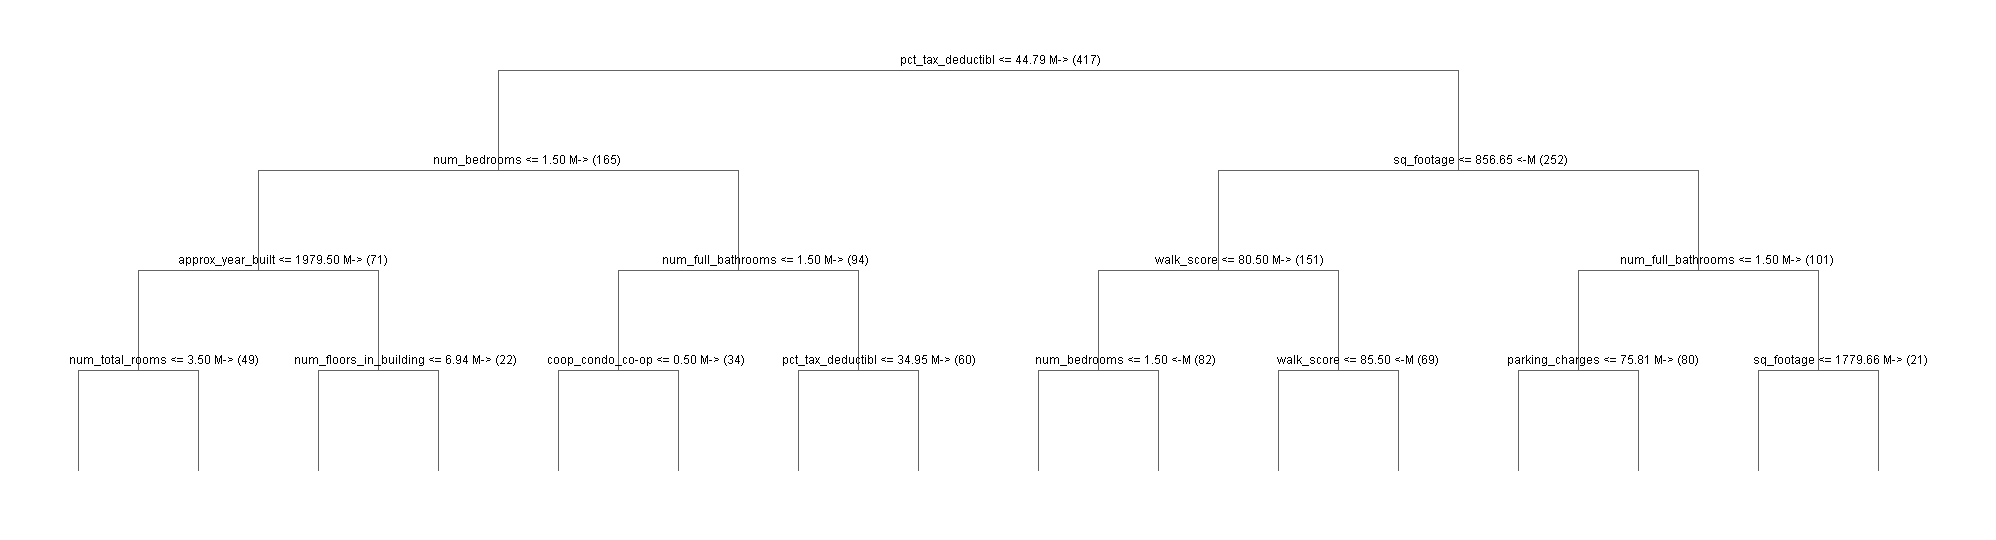 pct_tax_deductibl <= 44.79 M-> (417)
num_bedrooms <= 1.50 M-> (165)
sq_footage <= 856.65 <-M (252)
approx_year_built <= 1979.50 M-> (71)
num_full_bathrooms <= 1.50 M-> (94)
walk_score <= 80.50 M-> (151)
num_full_bathrooms <= 1.50 M-> (101)
num_total_rooms <= 3.50 M-> (49)
num_floors_in_building <= 6.94 M-> (22)
coop_condo_co-op <= 0.50 M-> (34)
pct_tax_deductibl <= 34.95 M-> (60)
num_bedrooms <= 1.50 <-M (82)
walk_score <= 85.50 <-M (69)
parking_charges <= 75.81 M-> (80)
sq_footage <= 1779.66 M-> (21)